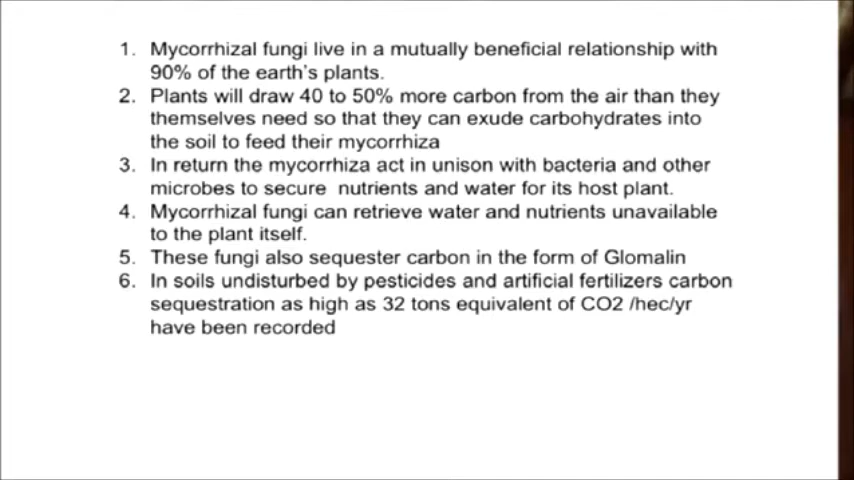 1. Mycorrhizal fungi live in a mutually beneficial relationship with
90% of the earth's plants.
2. Plants will draw 40 to 50% more carbon from the air than they
themselves need so that they can exude carbohydrates into
the soil to feed their mycorrhiza
3. In return the mycorrhiza act in unison with bacteria and other
microbes to secure nutrients and water for its host plant.
4. Mycorrhizal fungi can retrieve water and nutrients unavailable
to the plant itself.
5. These fungi also sequester carbon in the form of Glomalin
6. In soils undisturbed by pesticides and artificial fertilizers carbon
sequestration as high as 32 tons equivalent of CO2 /hec/yr
have been recorded